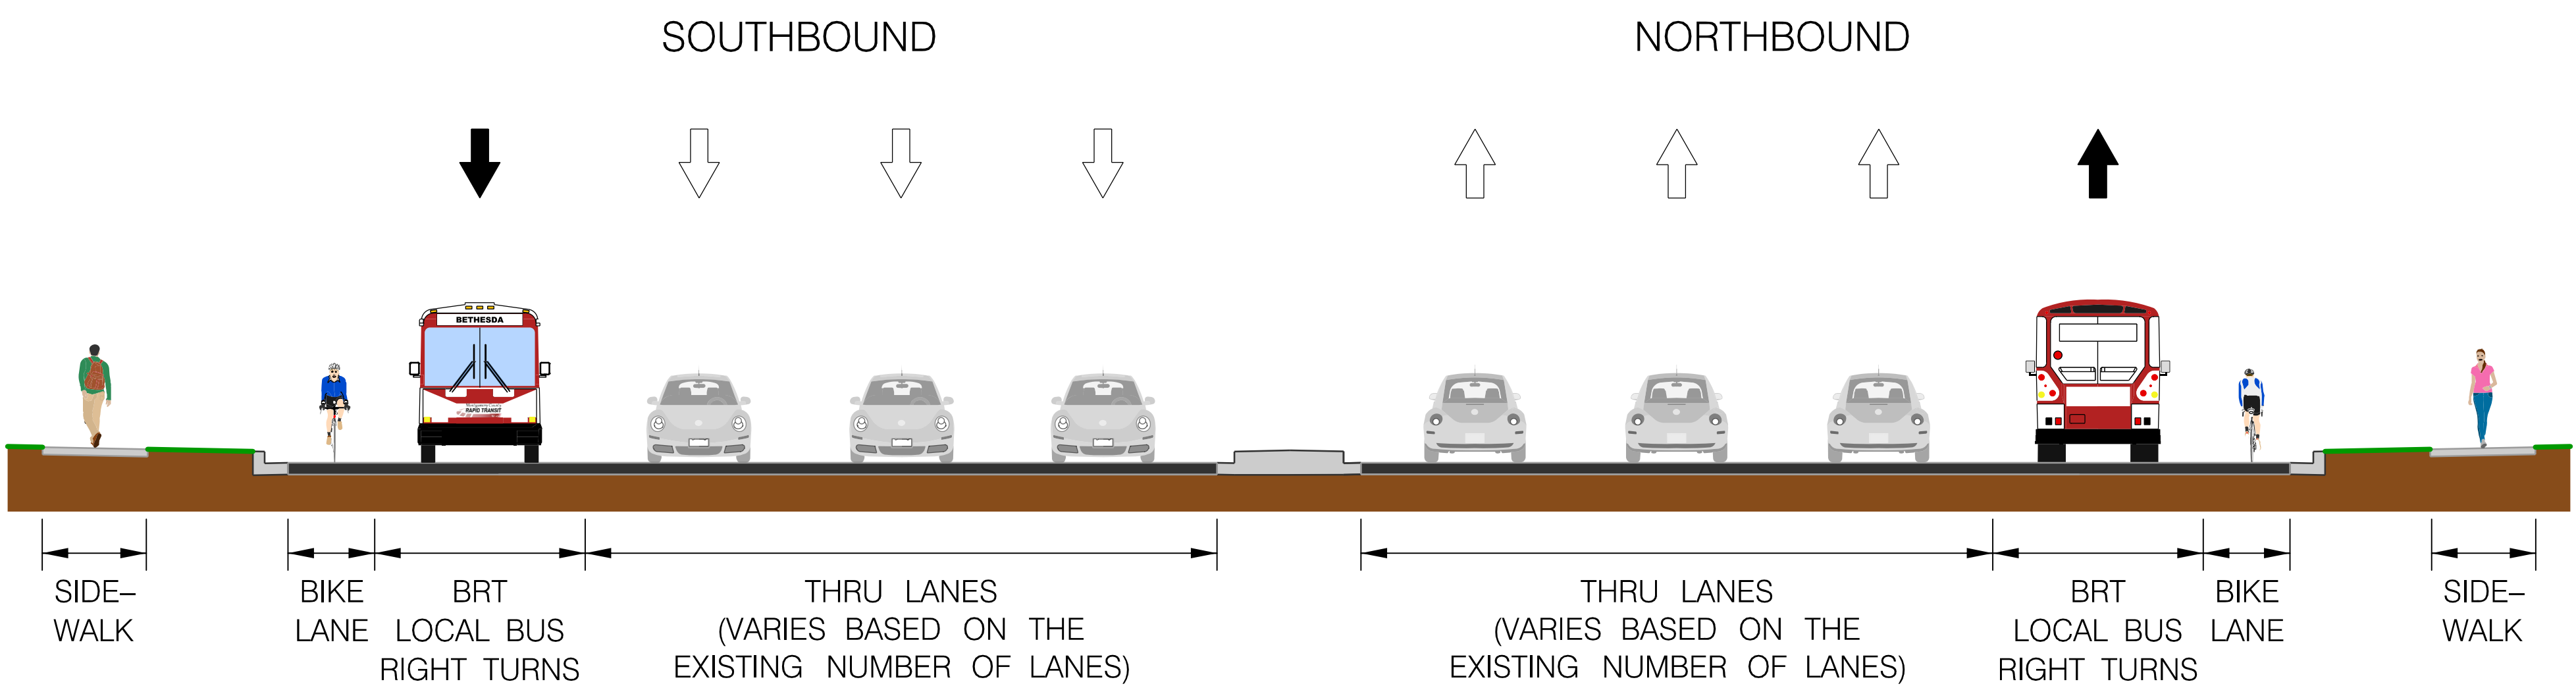 SOUTHBOUND
NORTHBOUND
BETHESDA
RAPID TRANSIT
SIDE–
WALK
BIKE
LANE
BRT
LOCAL BUS
RIGHT TURNS
THRU LANES
(VARIES BASED ON THE
EXISTING NUMBER OF LANES)
THRU LANES
(VARIES BASED ON THE
EXISTING NUMBER OF LANES)
BRT
LOCAL BUS
RIGHT TURNS
BIKE
LANE
SIDE–
WALK